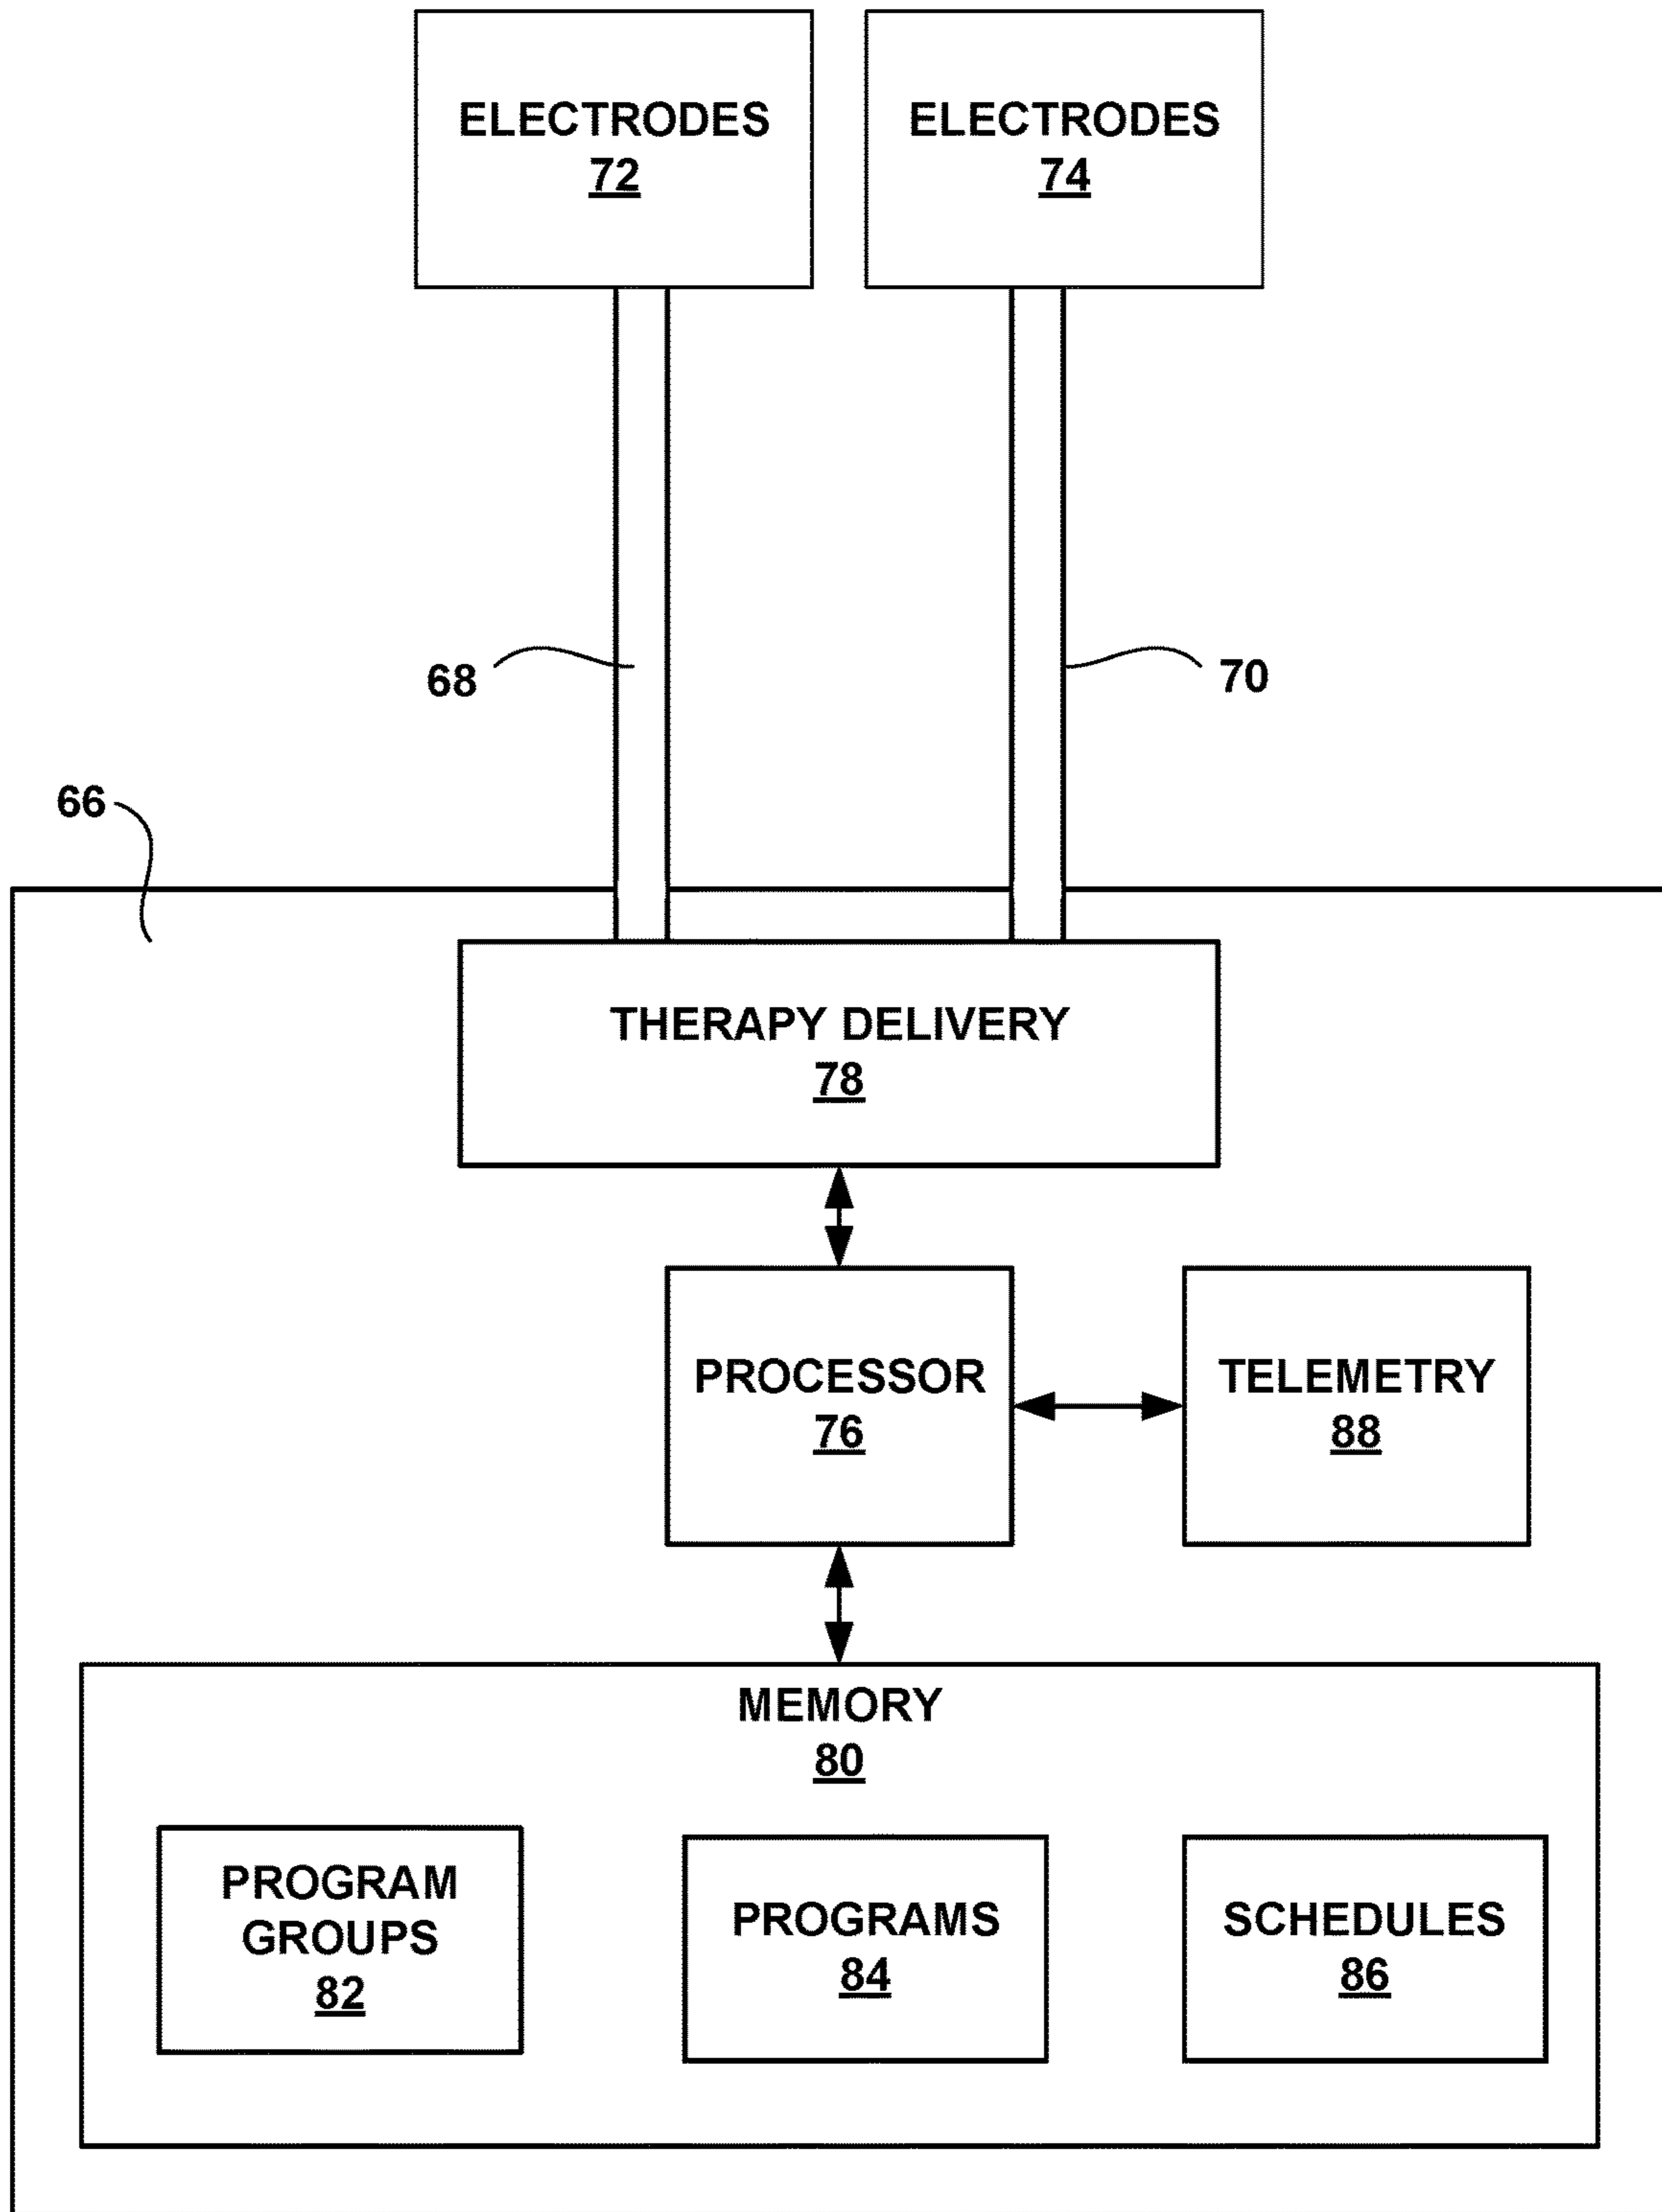 ELECTRODES
72
ELECTRODES
74
68
70
66
THERAPY DELIVERY
78
PROCESSOR
76
TELEMETRY
88
MEMORY
80
PROGRAM
GROUPS
82
PROGRAMS
84
SCHEDULES
86